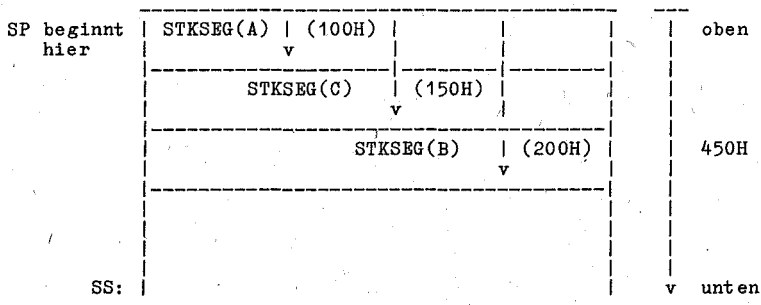 SP beginnt | STKSEG(A) | (100H) | | | | oben
hier | v | | | |
STKSEG(C) | (150H) | |
v
STKSEG(B) | (200H) | | 450H
v
SS: | | v unten